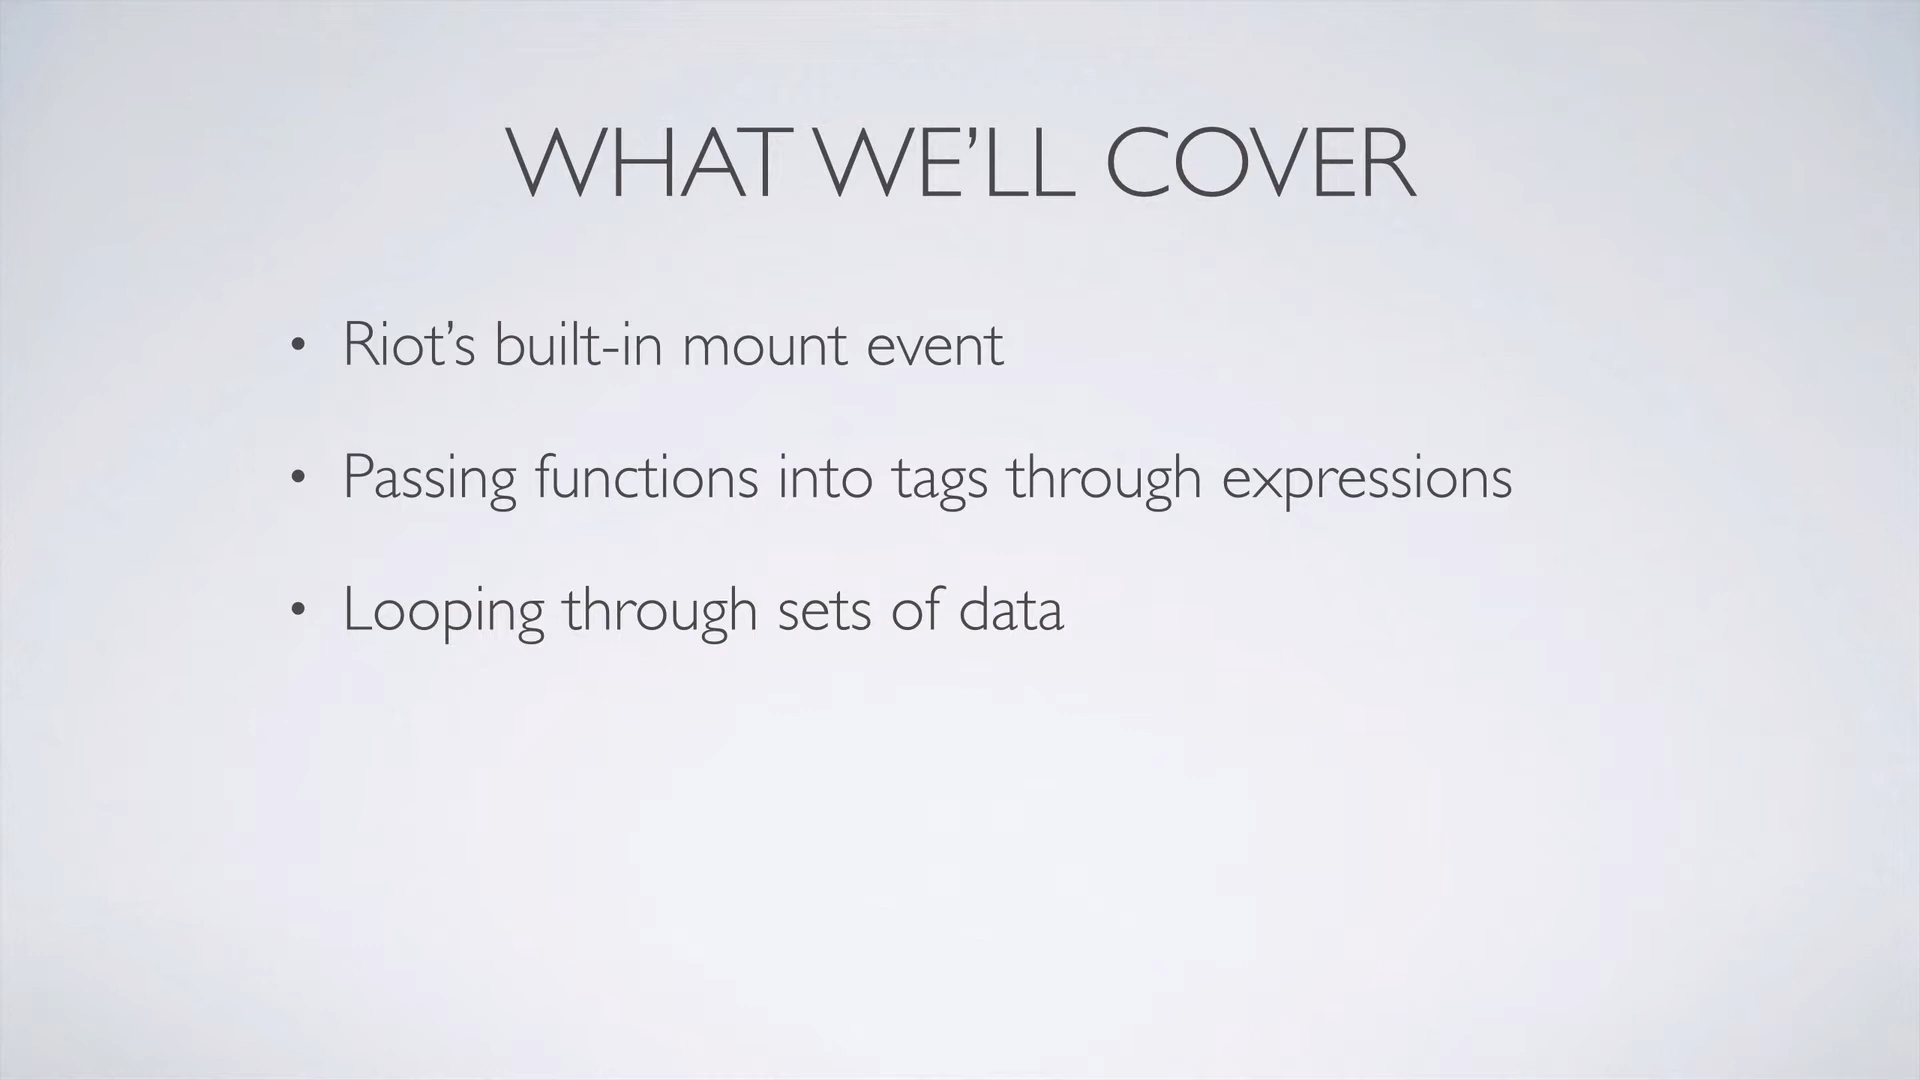 WHAT WE’LL COVER
• Riot’s built-in mount event
• Passing functions into tags through expressions
• Looping through sets of data